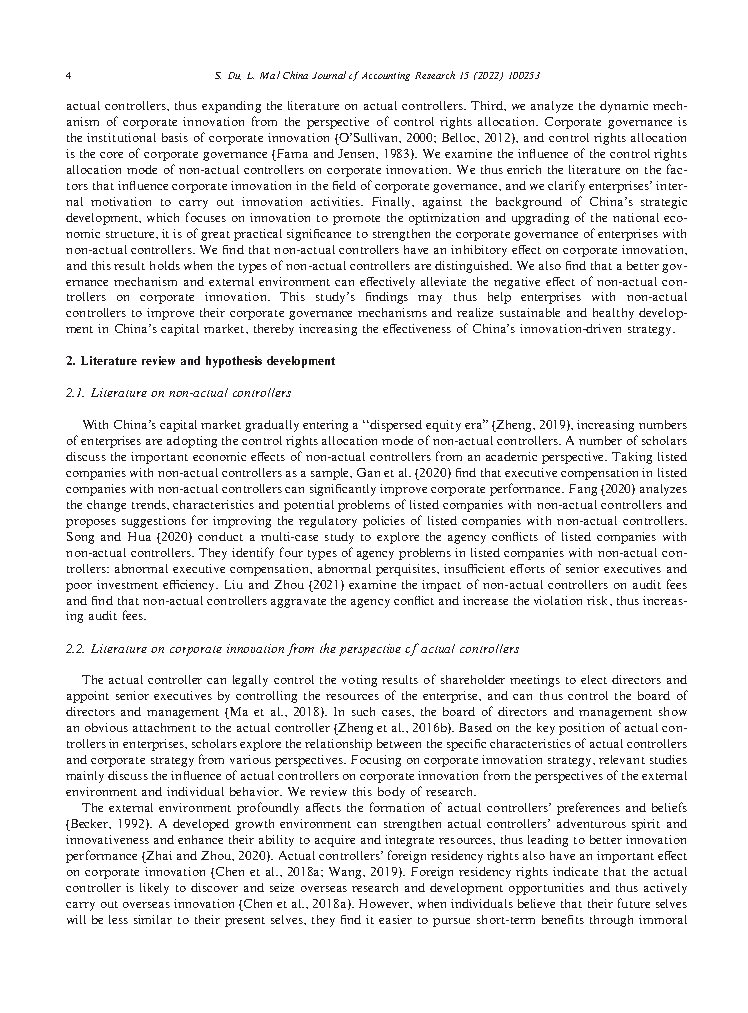 4 S. Du, L. Ma / China Journal of Accounting Research 15 (2022) 100253
actual controllers, thus expanding the literature on actual controllers. Third, we analyze the dynamic mech-
anism of corporate innovation from the perspective of control rights allocation. Corporate governance is
the institutional basis of corporate innovation (O'Sullivan, 2000; Belloc, 2012), and control rights allocation
is the core of corporate governance (Fama and Jensen, 1983). We examine the influence of the control rights
allocation mode of non-actual controllers on corporate innovation. We thus enrich the literature on the fac-
tors that influence corporate innovation in the field of corporate governance, and we clarify enterprises' inter-
nal motivation to carry out innovation activities. Finally, against the background of China's strategic
development, which focuses on innovation to promote the optimization and upgrading of the national eco-
nomic structure, it is of great practical significance to strengthen the corporate governance of enterprises with
non-actual controllers. We find that non-actual controllers have an inhibitory effect on corporate innovation,
and this result holds when the types of non-actual controllers are distinguished. We also find that a better gov-
ernance mechanism and external environment can effectively alleviate the negative effect of non-actual con-
trollers on corporate innovation. This study's findings may thus help enterprises with non-actual
controllers to improve their corporate governance mechanisms and realize sustainable and healthy develop-
ment in China's capital market, thereby increasing the effectiveness of China's innovation-driven strategy.
2. Literature review and hypothesis development
2.1. Literature on non-actual controllers
With China's capital market gradually entering a "dispersed equity era" (Zheng, 2019), increasing numbers
of enterprises are adopting the control rights allocation mode of non-actual controllers. A number of scholars
discuss the important economic effects of non-actual controllers from an academic perspective. Taking listed
companies with non-actual controllers as a sample, Gan et al. (2020) find that executive compensation in listed
companies with non-actual controllers can significantly improve corporate performance. Fang (2020) analyzes
the change trends, characteristics and potential problems of listed companies with non-actual controllers and
proposes suggestions for improving the regulatory policies of listed companies with non-actual controllers.
Song and Hua (2020) conduct a multi-case study to explore the agency conflicts of listed companies with
non-actual controllers. They identify four types of agency problems in listed companies with non-actual con-
trollers: abnormal executive compensation, abnormal perquisites, insufficient efforts of senior executives and
poor investment efficiency. Liu and Zhou (2021) examine the impact of non-actual controllers on audit fees
and find that non-actual controllers aggravate the agency conflict and increase the violation risk, thus increas-
ing audit fees.
2.2. Literature on corporate innovation from the perspective of actual controllers
The actual controller can legally control the voting results of shareholder meetings to elect directors and
appoint senior executives by controlling the resources of the enterprise, and can thus control the board of
directors and management (Ma et al., 2018). In such cases, the board of directors and management show
an obvious attachment to the actual controller (Zheng et al., 2016b). Based on the key position of actual con-
trollers in enterprises, scholars explore the relationship between the specific characteristics of actual controllers
and corporate strategy from various perspectives. Focusing on corporate innovation strategy, relevant studies
mainly discuss the influence of actual controllers on corporate innovation from the perspectives of the external
environment and individual behavior. We review this body of research.
The external environment profoundly affects the formation of actual controllers' preferences and beliefs
(Becker, 1992). A developed growth environment can strengthen actual controllers' adventurous spirit and
innovativeness and enhance their ability to acquire and integrate resources, thus leading to better innovation
performance (Zhai and Zhou, 2020). Actual controllers' foreign residency rights also have an important effect
on corporate innovation (Chen et al., 2018a; Wang, 2019). Foreign residency rights indicate that the actual
controller is likely to discover and seize overseas research and development opportunities and thus actively
carry out overseas innovation (Chen et al., 2018a). However, when individuals believe that their future selves
will be less similar to their present selves, they find it easier to pursue short-term benefits through immoral